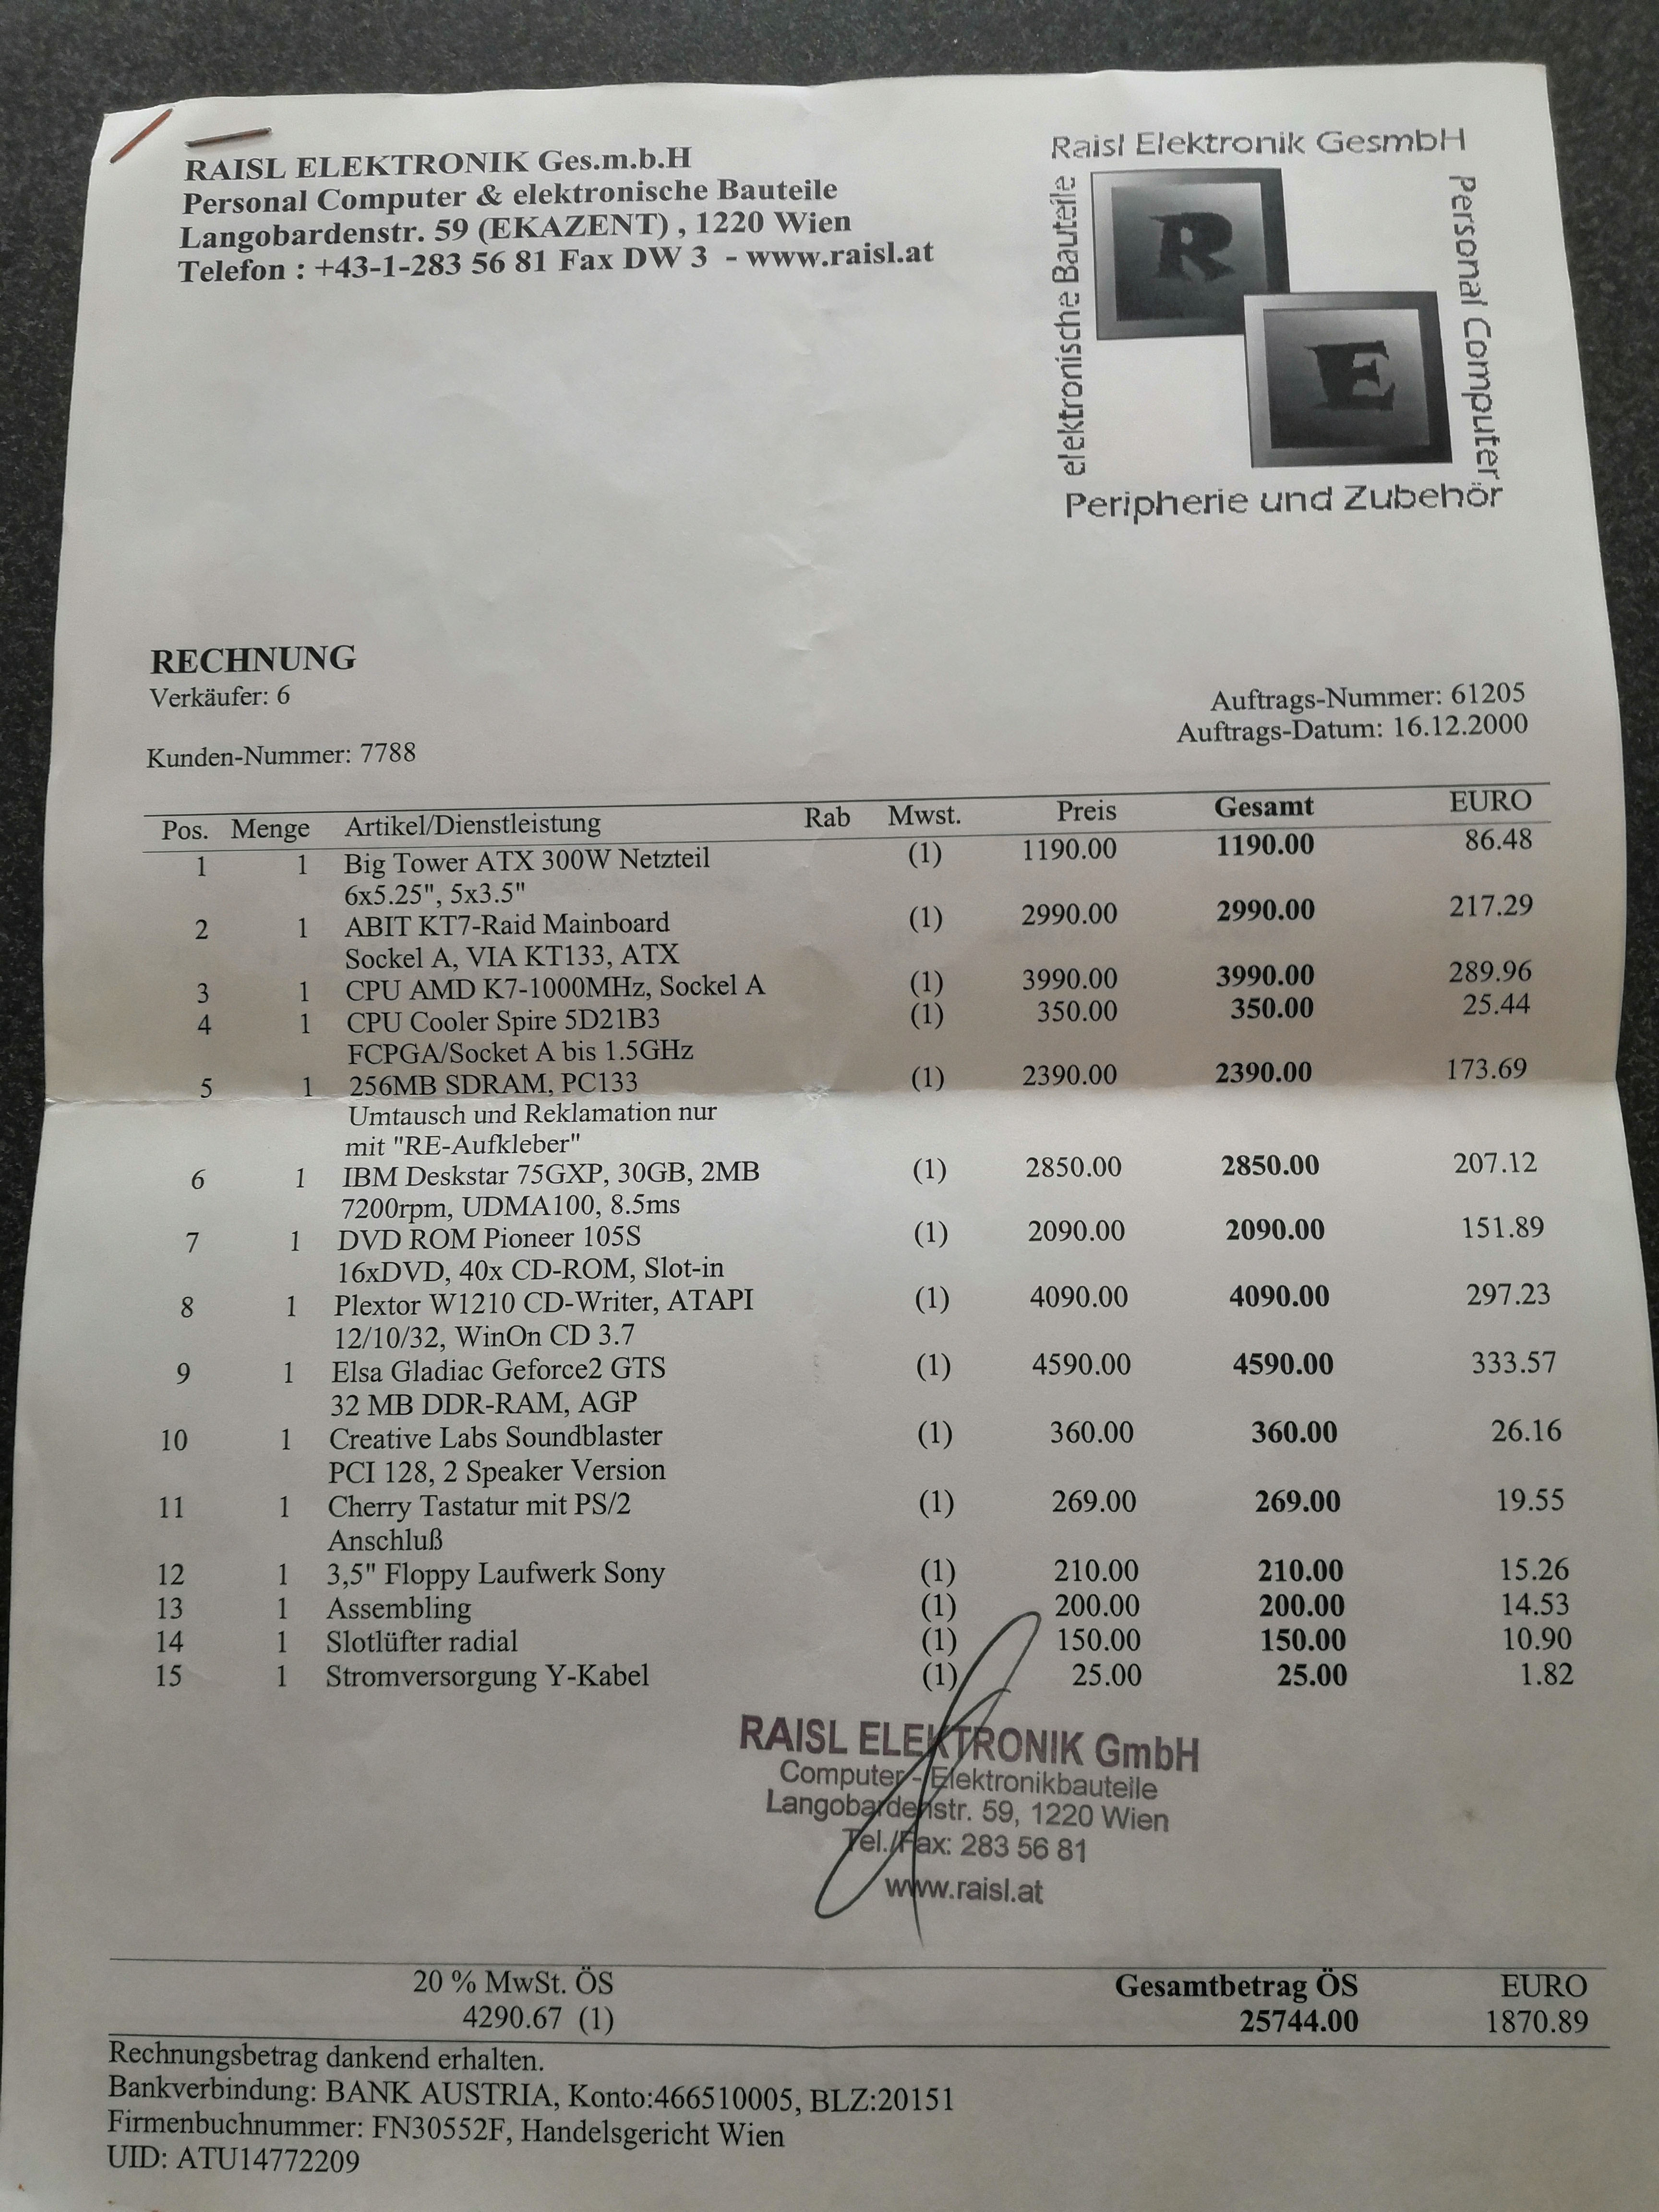 RAISL ELEKTRONIK Ges.m.b.H
Personal Computer & elektronische Bauteile
Langobardenstr. 59 (EKAZENT) , 1220 Wien
Telefon : +43-1-283 56 81 Fax DW 3 - www.raisl.at
Raisl Elektronik GesmbH
elektronische Bauteile
R
E
Personal Computer
Peripherie und Zubehör
RECHNUNG
Verkäufer: 6
Auftrags-Nummer: 61205
Auftrags-Datum: 16.12.2000
Kunden-Nummer: 7788
Pos. Menge Artikel/Dienstleistung Rab Mwst. Preis Gesamt EURO
1 1 Big Tower ATX 300W Netzteil (1) 1190.00 1190.00 86.48
6x5.25", 5x3.5"
2 1 ABIT KT7-Raid Mainboard (1) 2990.00 2990.00 217.29
Sockel A, VIA KT133, ATX
3 1 CPU AMD K7-1000MHz, Sockel A (1) 3990.00 3990.00 289.96
4 1 CPU Cooler Spire 5D21B3 (1) 350.00 350.00 25.44
FCPGA/Socket A bis 1.5GHz
5 1 256MB SDRAM, PC133 (1) 2390.00 2390.00 173.69
Umtausch und Reklamation nur
mit "RE-Aufkleber"
6 1 IBM Deskstar 75GXP, 30GB, 2MB (1) 2850.00 2850.00 207.12
7200rpm, UDMA100, 8.5ms
7 1 DVD ROM Pioneer 105S (1) 2090.00 2090.00 151.89
16xDVD, 40x CD-ROM, Slot-in
8 1 Plextor W1210 CD-Writer, ATAPI (1) 4090.00 4090.00 297.23
12/10/32, WinOn CD 3.7
9 1 Elsa Gladiac Geforce2 GTS (1) 4590.00 4590.00 333.57
32 MB DDR-RAM, AGP
10 1 Creative Labs Soundblaster (1) 360.00 360.00 26.16
PCI 128, 2 Speaker Version
11 1 Cherry Tastatur mit PS/2 (1) 269.00 269.00 19.55
Anschluß
12 1 3,5" Floppy Laufwerk Sony (1) 210.00 210.00 15.26
13 1 Assembling (1) 200.00 200.00 14.53
14 1 Slotlüfter radial (1) 150.00 150.00 10.90
15 1 Stromversorgung Y-Kabel (1) 25.00 25.00 1.82
RAISL ELEKTRONIK GmbH
Computer - Elektronikbauteile
Langobardenstr. 59, 1220 Wien
Tel./Fax: 283 56 81
www.raisl.at
20 % MwSt. ÖS Gesamtbetrag ÖS EURO
4290.67 (1) 25744.00 1870.89
Rechnungsbetrag dankend erhalten.
Bankverbindung: BANK AUSTRIA, Konto:466510005, BLZ:20151
Firmenbuchnummer: FN30552F, Handelsgericht Wien
UID: ATU14772209